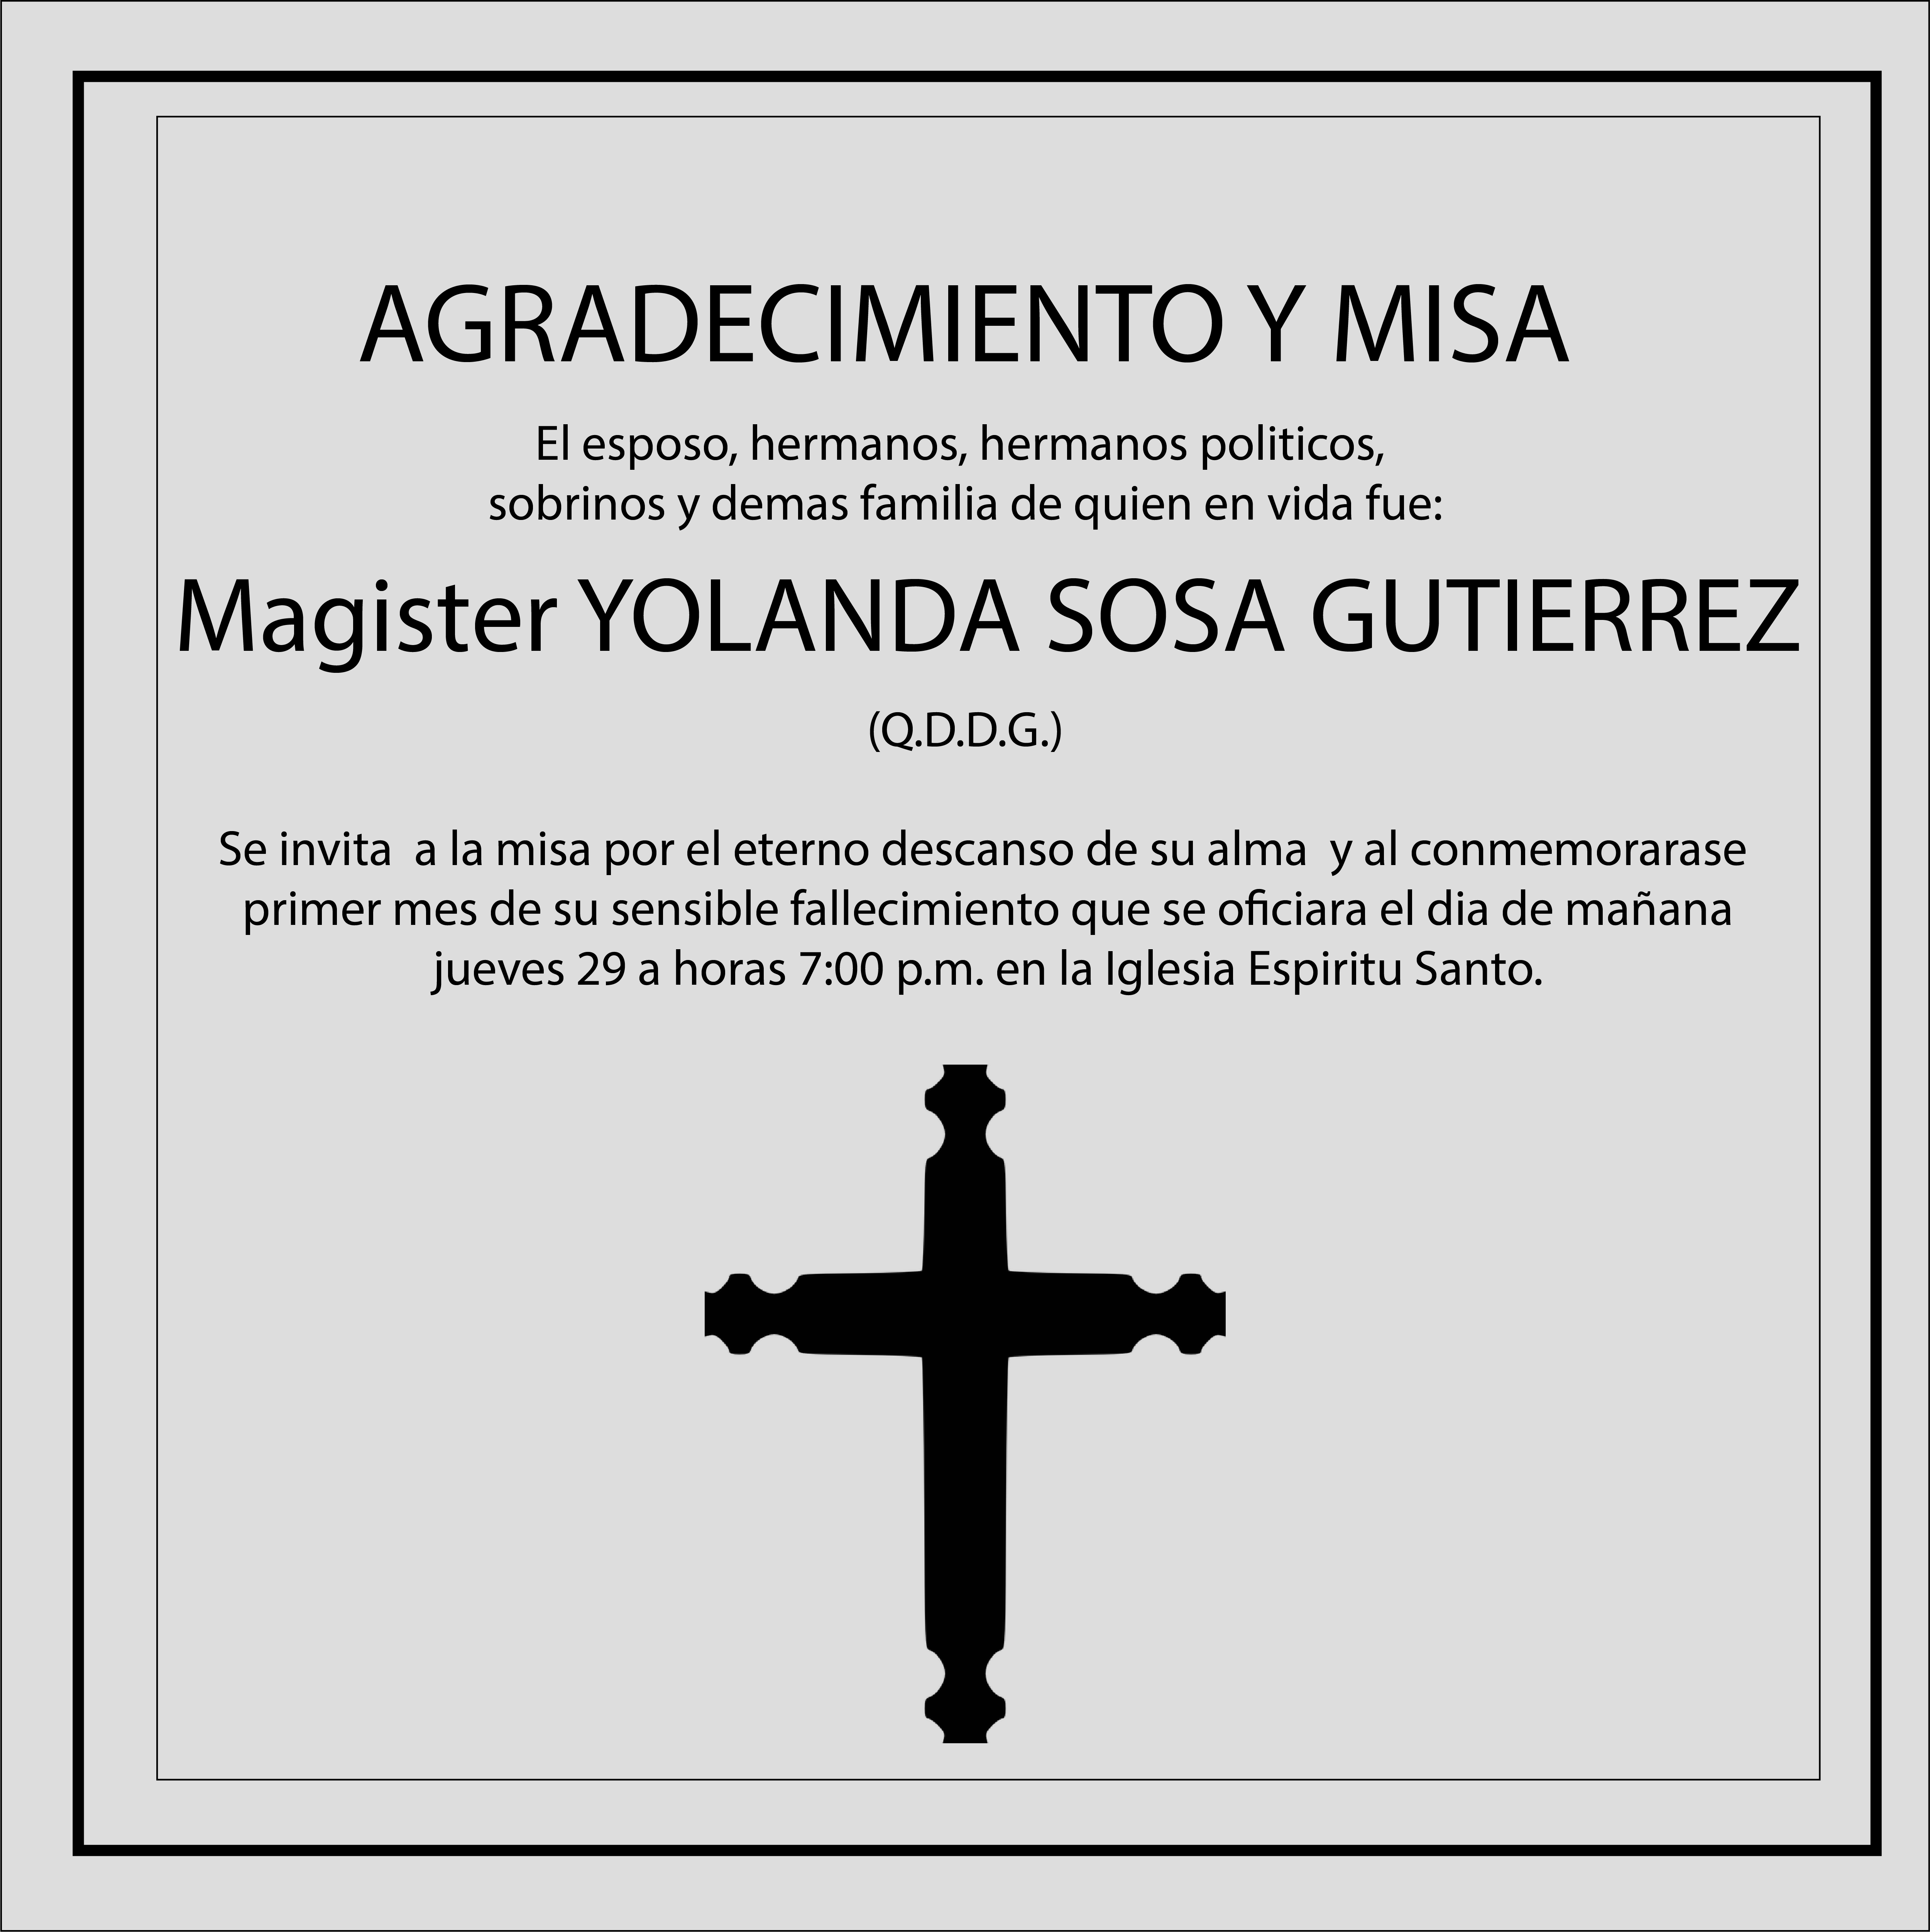 AGRADECIMIENTO Y MISA
El esposo, hermanos, hermanos politicos,
sobrinos y demas familia de quien en vida fue:
Magister YOLANDA SOSA GUTIERREZ
(Q.D.D.G.)
Se invita  a la misa por el eterno descanso de su alma  y al conmemorarase
primer mes de su sensible fallecimiento que se oficiara el dia de mañana
jueves 29 a horas 7:00 p.m. en la Iglesia Espiritu Santo.